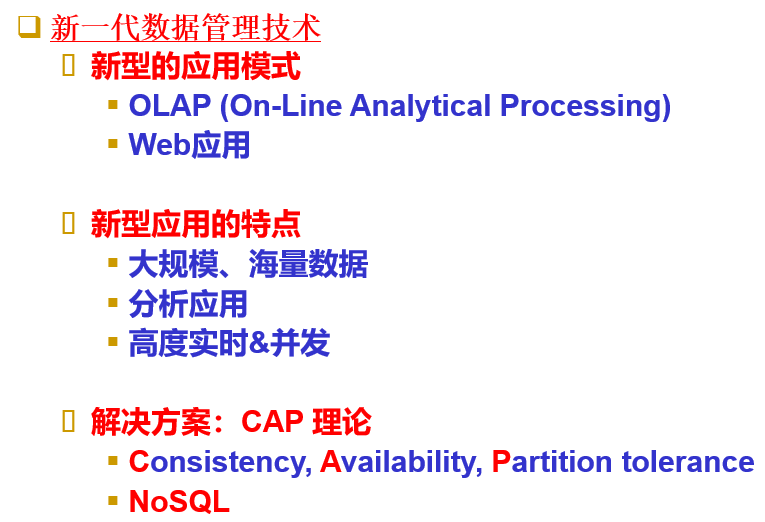 新一代数据管理技术
新型的应用模式
OLAP (On-Line Analytical Processing)
Web应用
新型应用的特点
大规模、海量数据
分析应用
高度实时&并发
解决方案：CAP 理论
Consistency, Availability, Partition tolerance
NoSQL